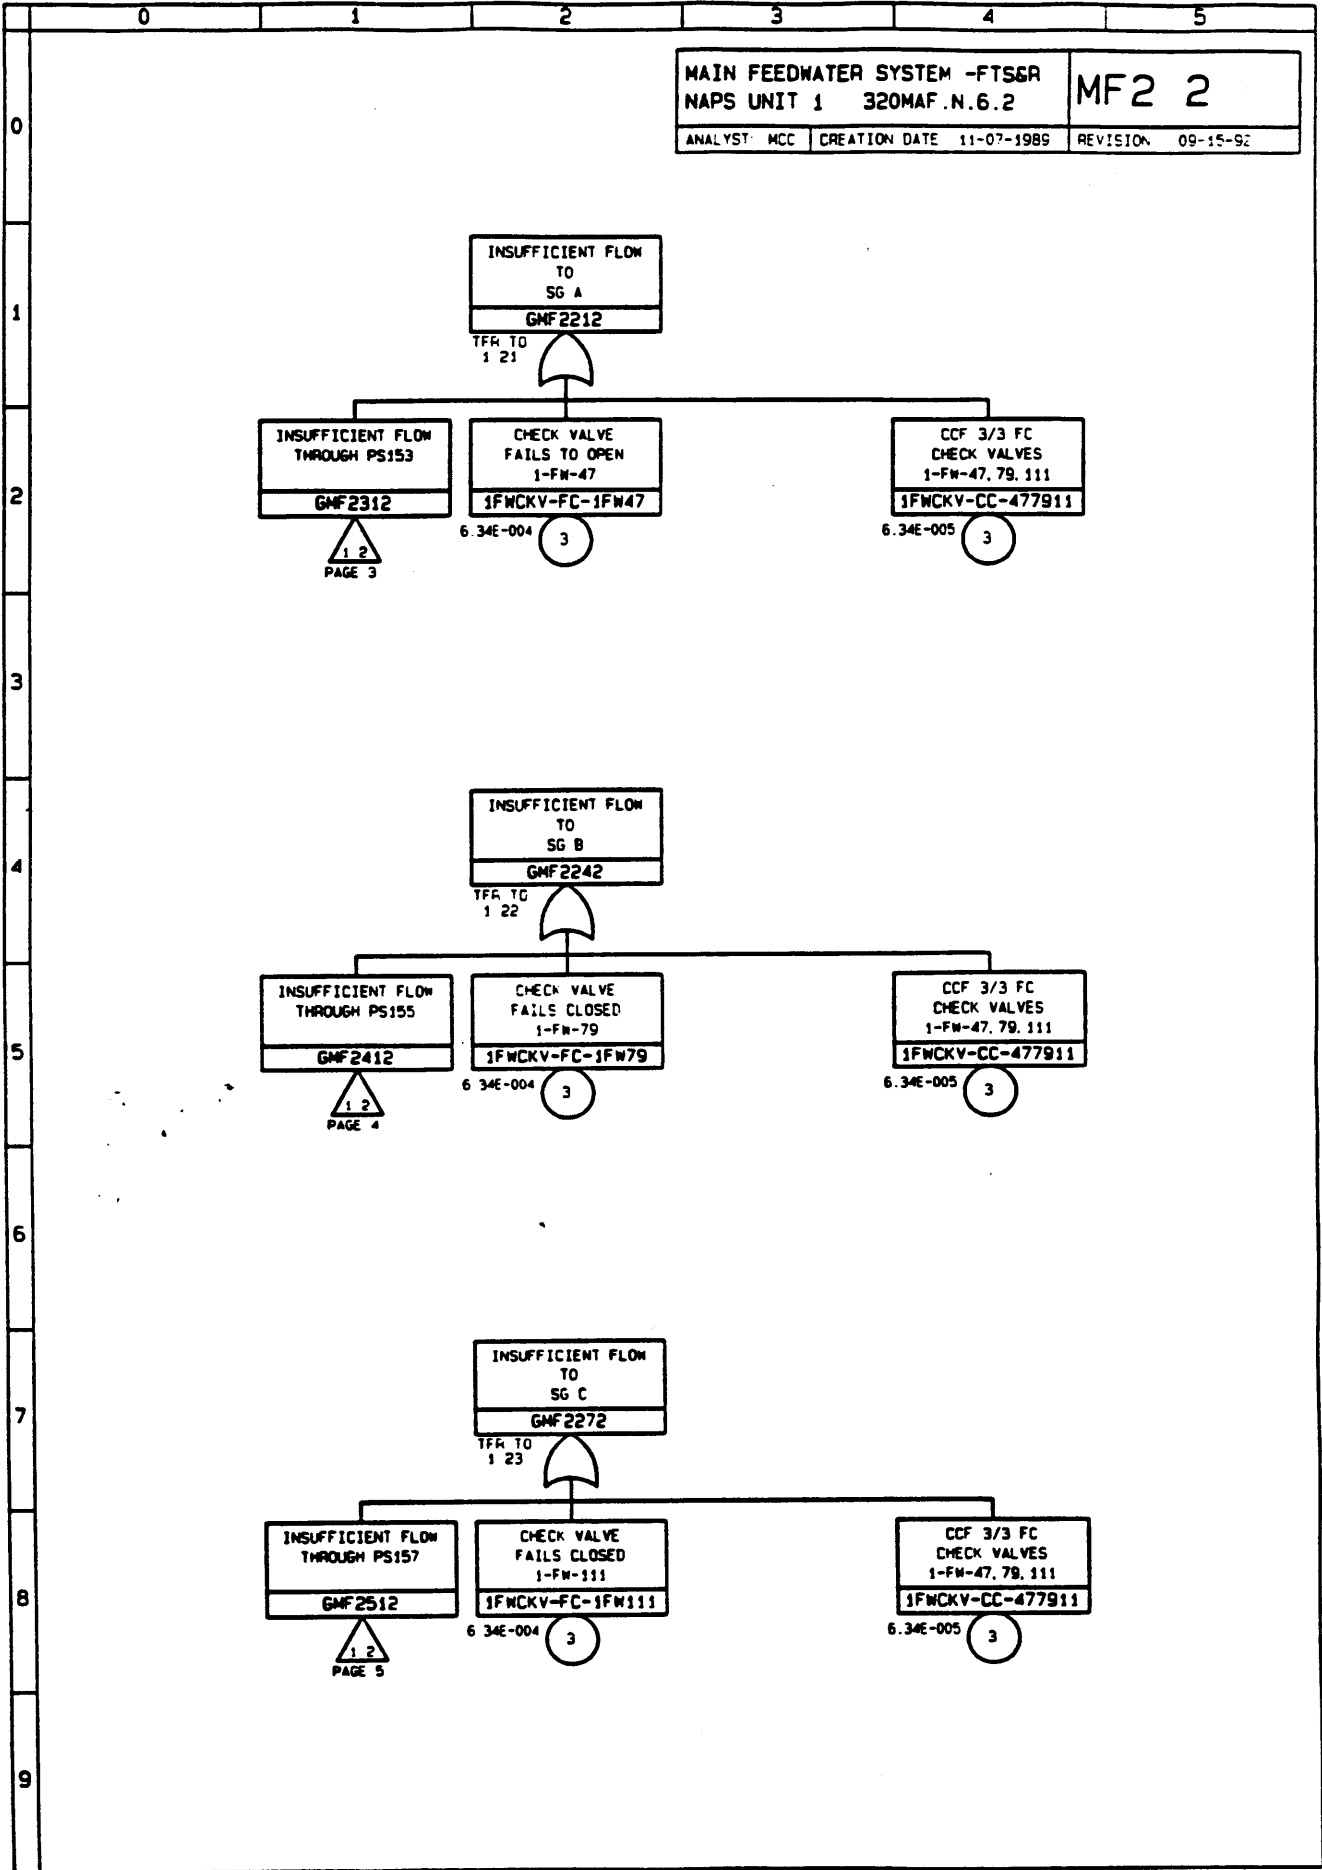 0 1 2 3 4 5
MAIN FEEDWATER SYSTEM -FTS&R
NAPS UNIT 1 320MAF.N.6.2
MF2 2
ANALYST MCC CREATION DATE 11-07-1989 REVISION 09-15-92
0
1
2
3
4
5
6
7
8
9
INSUFFICIENT FLOW
TO
SG A
GMF2212
TFR TO
1 21
INSUFFICIENT FLOW
THROUGH PS153
GMF2312
1 2
PAGE 3
CHECK VALVE
FAILS TO OPEN
1-FW-47
1FWCKV-FC-1FW47
6.34E-004
3
CCF 3/3 FC
CHECK VALVES
1-FW-47, 79, 111
1FWCKV-CC-477911
6.34E-005
3
INSUFFICIENT FLOW
TO
SG B
GMF2242
TFR TO
1 22
INSUFFICIENT FLOW
THROUGH PS155
GMF2412
1 2
PAGE 4
CHECK VALVE
FAILS CLOSED
1-FW-79
1FWCKV-FC-1FW79
6 34E-004
3
CCF 3/3 FC
CHECK VALVES
1-FW-47, 79, 111
1FWCKV-CC-477911
6.34E-005
3
INSUFFICIENT FLOW
TO
SG C
GMF2272
TFR TO
1 23
INSUFFICIENT FLOW
THROUGH PS157
GMF2512
1 2
PAGE 5
CHECK VALVE
FAILS CLOSED
1-FW-111
1FWCKV-FC-1FW111
6 34E-004
3
CCF 3/3 FC
CHECK VALVES
1-FW-47, 79, 111
1FWCKV-CC-477911
6.34E-005
3